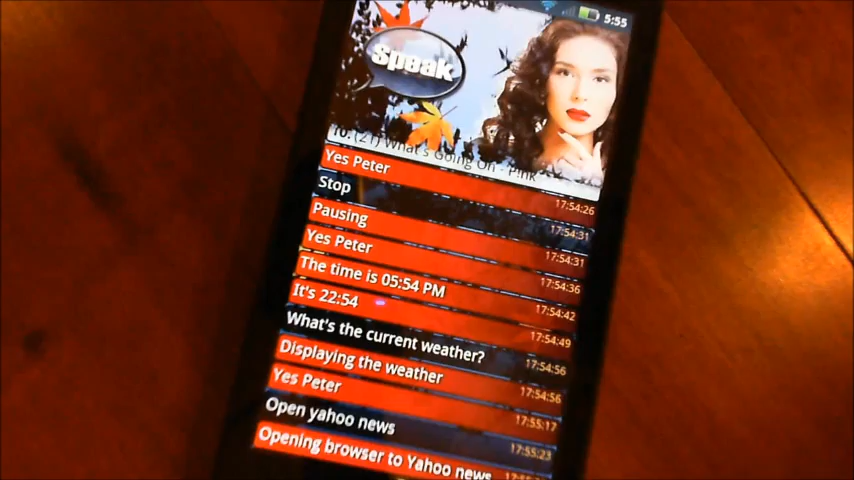 5:55
Speak
10. (21) What's Going On - P!nk
Yes Peter
17:54:26
Stop
17:54:31
Pausing
17:54:31
Yes Peter
17:54:36
The time is 05:54 PM
17:54:42
It's 22:54
17:54:49
What's the current weather?
17:54:56
Displaying the weather
17:54:56
Yes Peter
17:55:17
Open yahoo news
17:55:23
Opening browser to Yahoo news